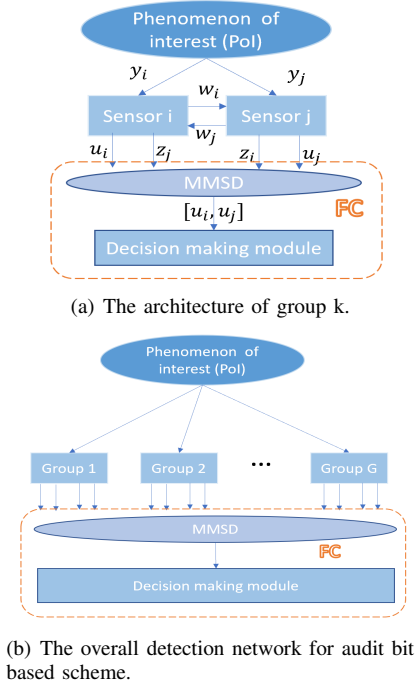 Phenomenon of
interest (PoI)
y_i
y_j
w_i
Sensor i
Sensor j
w_j
u_i
z_j
z_i
u_j
MMSD
FC
[u_i, u_j]
Decision making module
(a) The architecture of group k.
Phenomenon of
interest (PoI)
Group 1
Group 2
...
Group G
MMSD
FC
Decision making module
(b) The overall detection network for audit bit
based scheme.